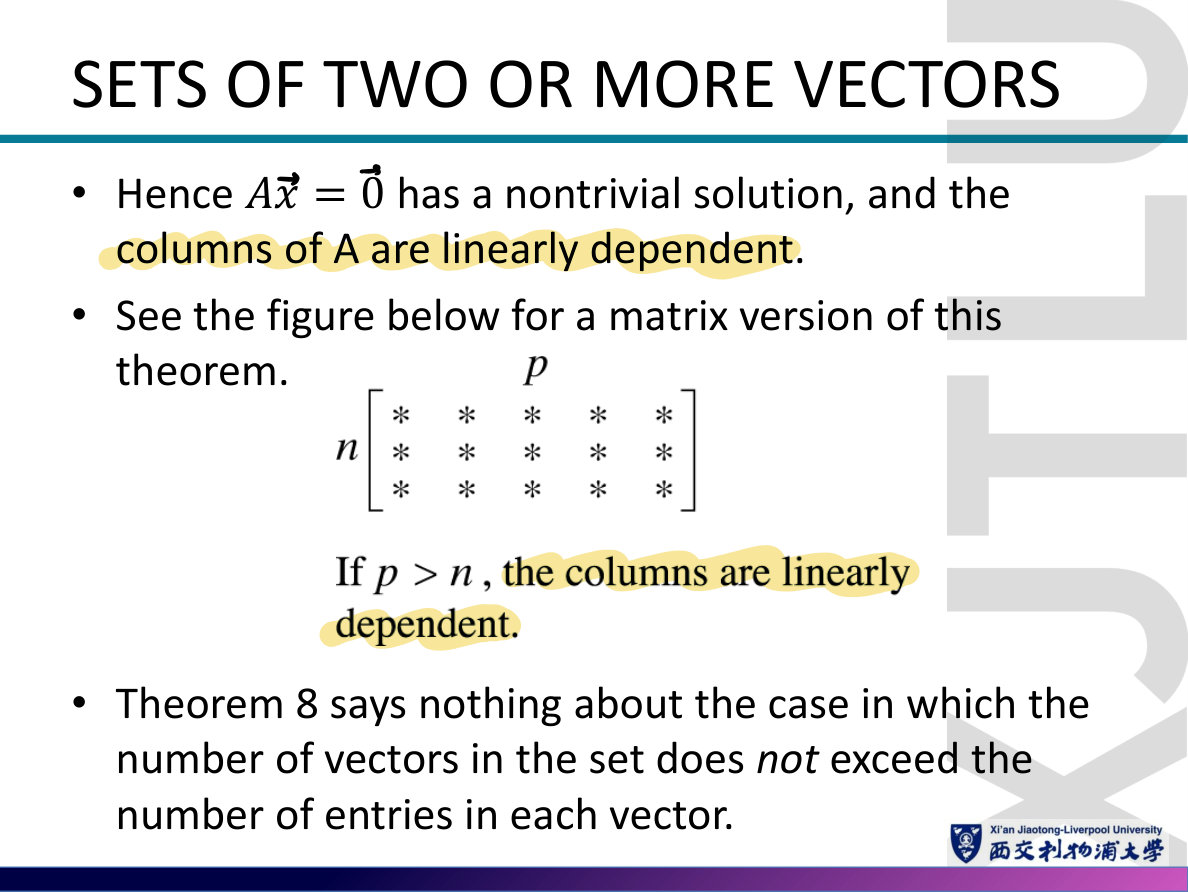 SETS OF TWO OR MORE VECTORS
• Hence 𝐴x⃗ = 0⃗ has a nontrivial solution, and the
columns of A are linearly dependent.
• See the figure below for a matrix version of this
theorem.
p
* * * * *
n * * * * *
* * * * *
If p > n , the columns are linearly
dependent.
• Theorem 8 says nothing about the case in which the
number of vectors in the set does not exceed the
number of entries in each vector.
Xi'an Jiaotong-Liverpool University
西交利物浦大学
XJTLU